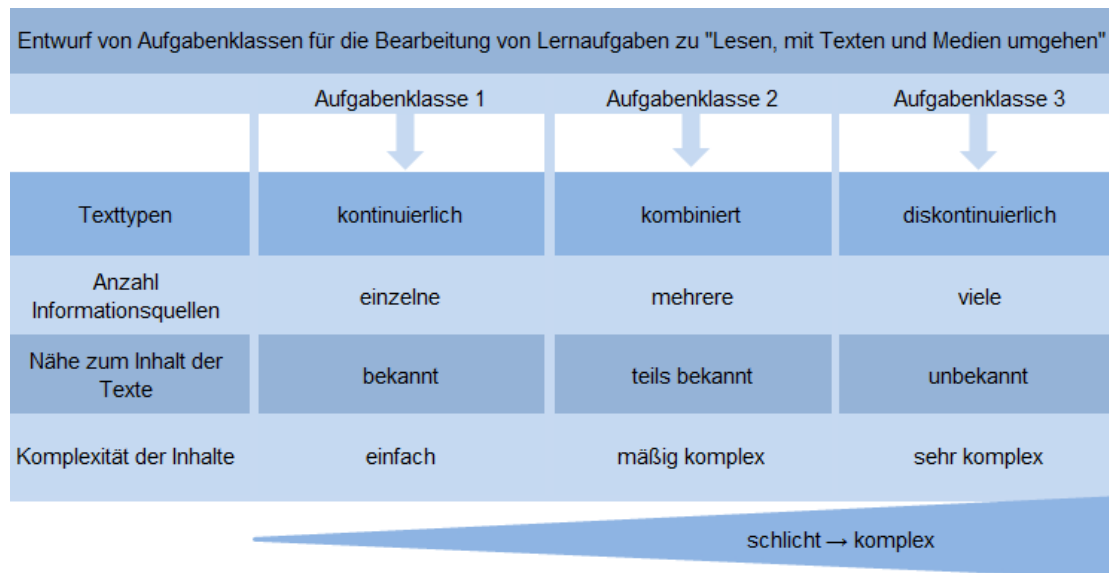 Entwurf von Aufgabenklassen für die Bearbeitung von Lernaufgaben zu "Lesen, mit Texten und Medien umgehen"
Aufgabenklasse 1 Aufgabenklasse 2 Aufgabenklasse 3
Texttypen kontinuierlich kombiniert diskontinuierlich
Anzahl
Informationsquellen einzelne mehrere viele
Nähe zum Inhalt der
Texte bekannt teils bekannt unbekannt
Komplexität der Inhalte einfach mäßig komplex sehr komplex
schlicht → komplex